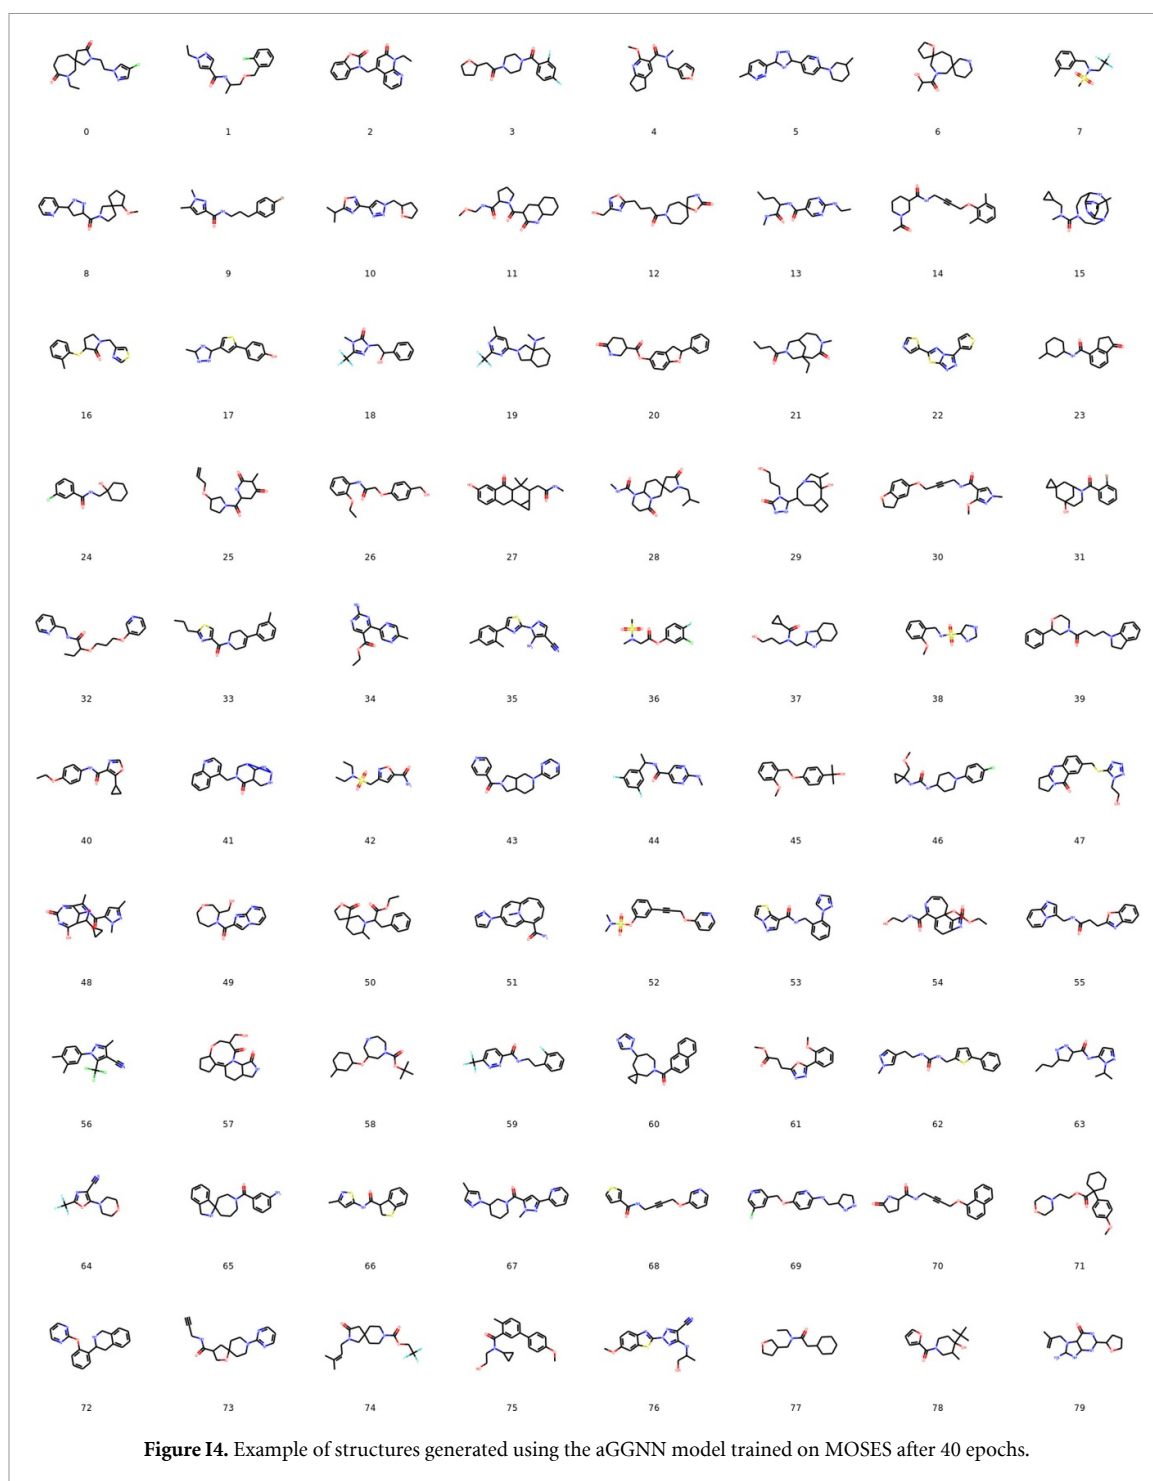 0 1 2 3 4 5 6 7
8 9 10 11 12 13 14 15
16 17 18 19 20 21 22 23
24 25 26 27 28 29 30 31
32 33 34 35 36 37 38 39
40 41 42 43 44 45 46 47
48 49 50 51 52 53 54 55
56 57 58 59 60 61 62 63
64 65 66 67 68 69 70 71
72 73 74 75 76 77 78 79
Figure I4. Example of structures generated using the aGGNN model trained on MOSES after 40 epochs.